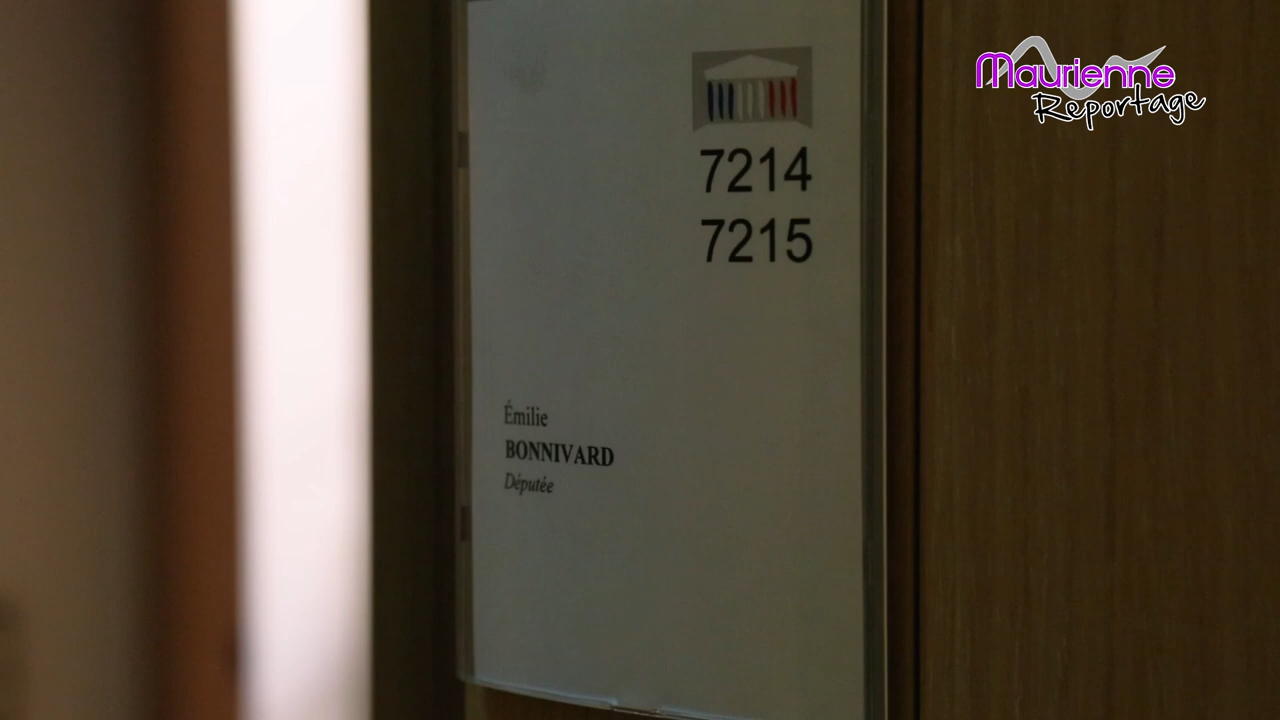 Maurienne
Reportage
7214
7215
Émilie
BONNIVARD
Députée